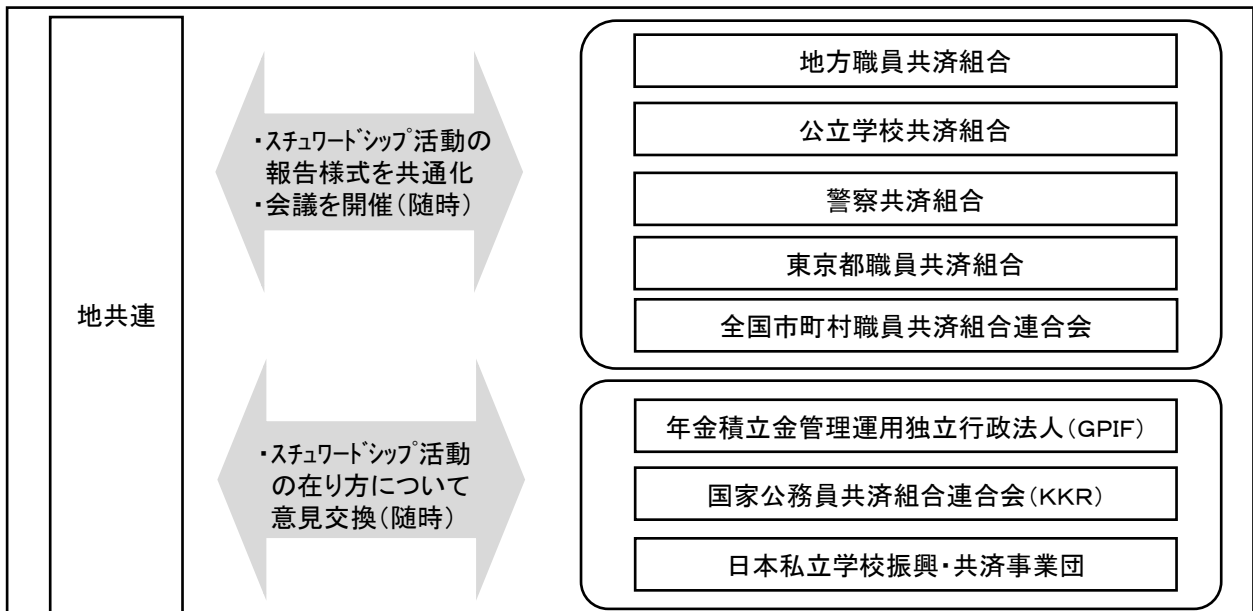 地共連
・ｽﾁｭﾜｰﾄﾞｼｯﾌﾟ活動の
報告様式を共通化
・会議を開催（随時）
地方職員共済組合
公立学校共済組合
警察共済組合
東京都職員共済組合
全国市町村職員共済組合連合会
・ｽﾁｭﾜｰﾄﾞｼｯﾌﾟ活動
の在り方について
意見交換（随時）
年金積立金管理運用独立行政法人（GPIF）
国家公務員共済組合連合会（KKR）
日本私立学校振興・共済事業団